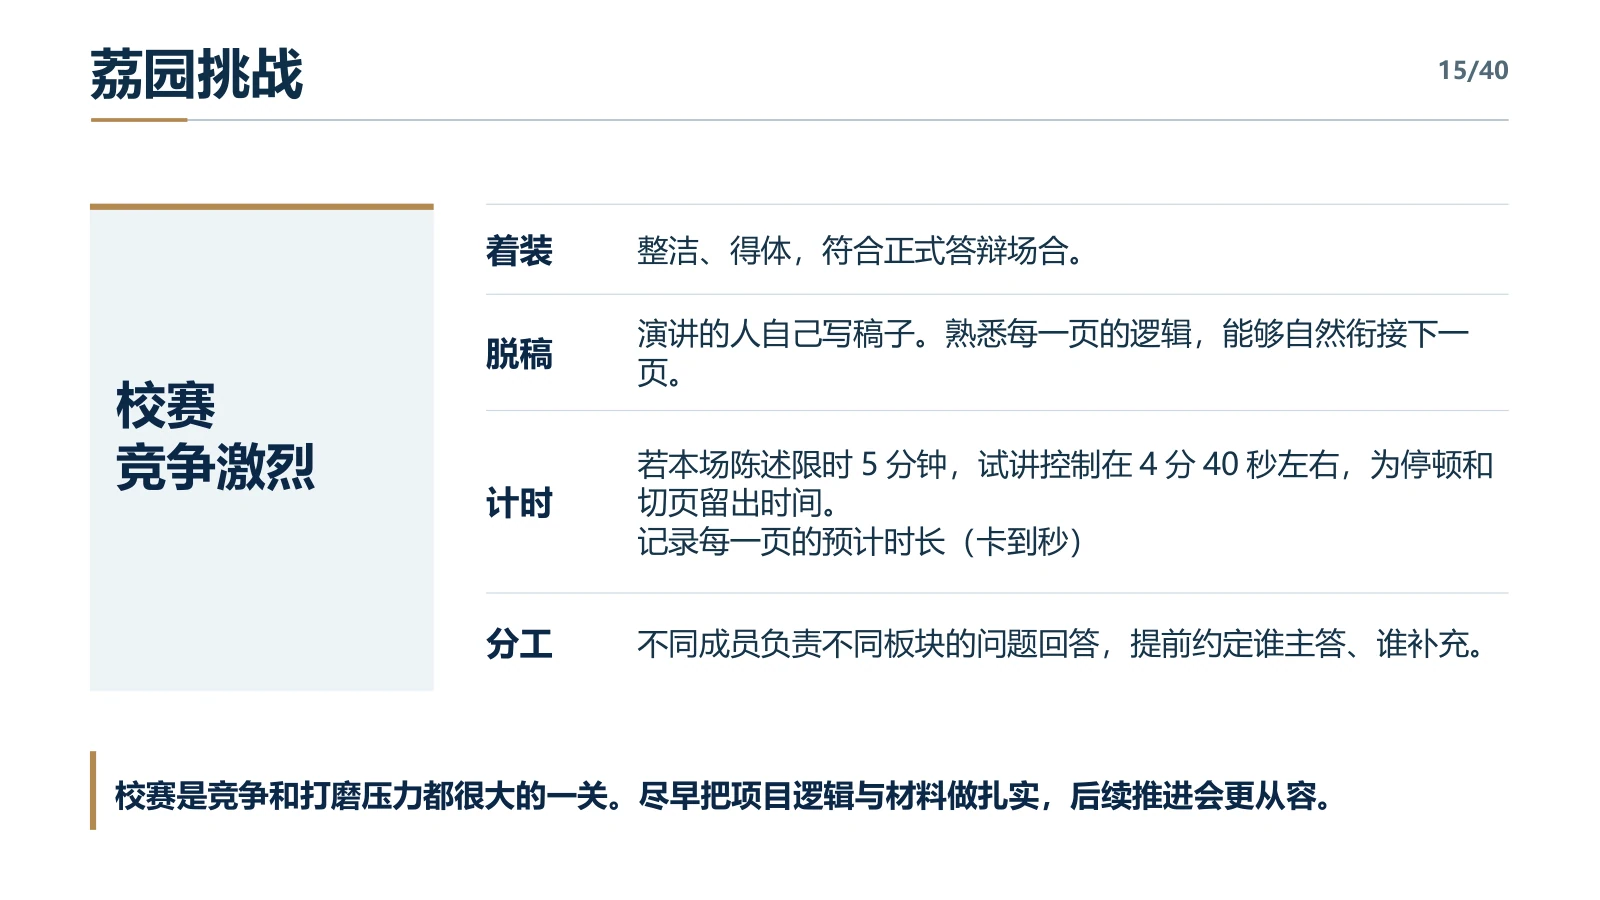 荔园挑战
15/40
校赛
竞争激烈
着装
整洁、得体，符合正式答辩场合。
脱稿
演讲的人自己写稿子。熟悉每一页的逻辑，能够自然衔接下一
页。
计时
若本场陈述限时 5 分钟，试讲控制在 4 分 40 秒左右，为停顿和
切页留出时间。
记录每一页的预计时长（卡到秒）
分工
不同成员负责不同板块的问题回答，提前约定谁主答、谁补充。
校赛是竞争和打磨压力都很大的一关。尽早把项目逻辑与材料做扎实，后续推进会更从容。